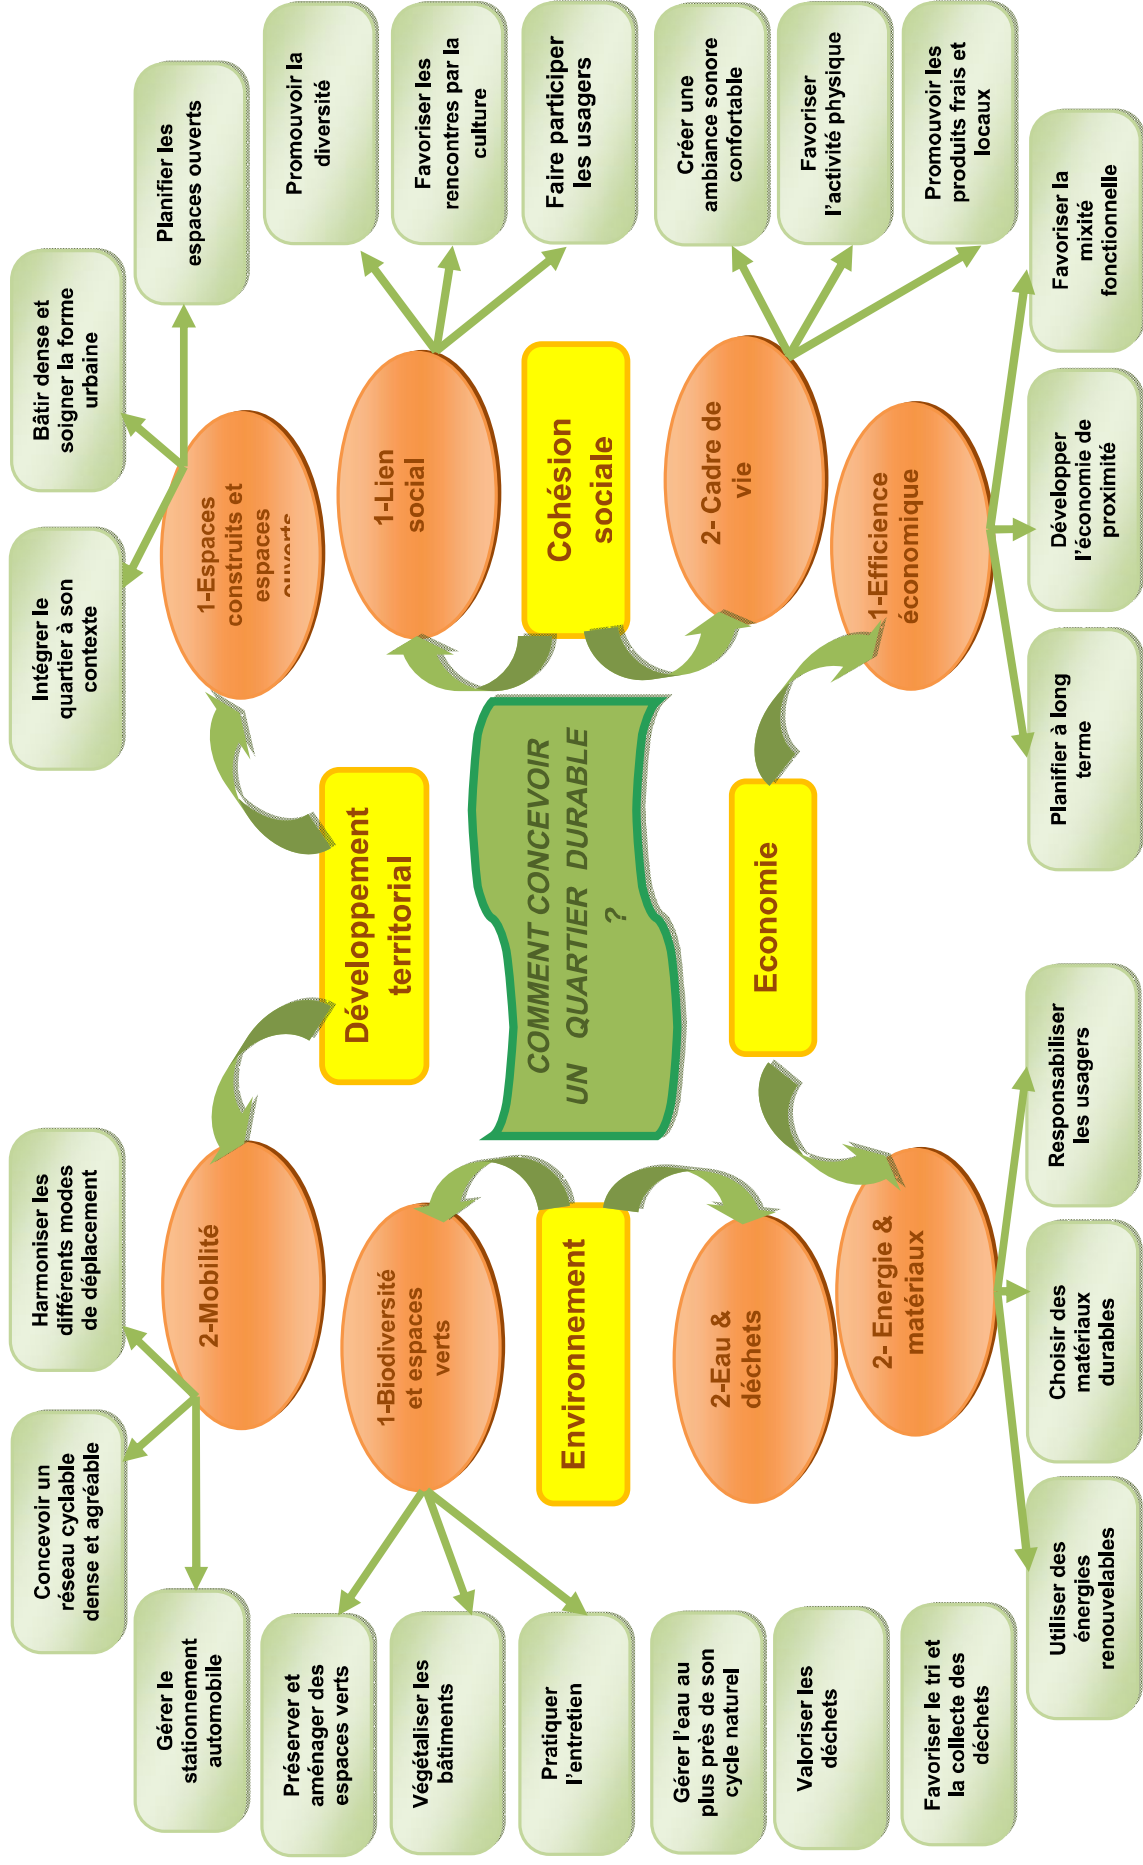 COMMENT CONCEVOIR
UN QUARTIER DURABLE
?
Développement
territorial
2-Mobilité
Gérer le
stationnement
automobile
Concevoir un
réseau cyclable
dense et agréable
Harmoniser les
différents modes
de déplacement
1-Espaces
construits et
espaces
ouverts
Intégrer le
quartier à son
contexte
Bâtir dense et
soigner la forme
urbaine
Planifier les
espaces ouverts
Cohésion
sociale
1-Lien
social
Promouvoir la
diversité
Favoriser les
rencontres par la
culture
Faire participer
les usagers
2- Cadre de
vie
Créer une
ambiance sonore
confortable
Favoriser
l’activité physique
Promouvoir les
produits frais et
locaux
Environnement
1-Biodiversité
et espaces
verts
Préserver et
aménager des
espaces verts
Végétaliser les
bâtiments
Pratiquer
l’entretien
2-Eau &
déchets
Gérer l’eau au
plus près de son
cycle naturel
Valoriser les
déchets
Favoriser le tri et
la collecte des
déchets
Economie
2- Energie &
matériaux
Utiliser des
énergies
renouvelables
Choisir des
matériaux
durables
Responsabiliser
les usagers
1-Efficience
économique
Planifier à long
terme
Développer
l’économie de
proximité
Favoriser la
mixité
fonctionnelle